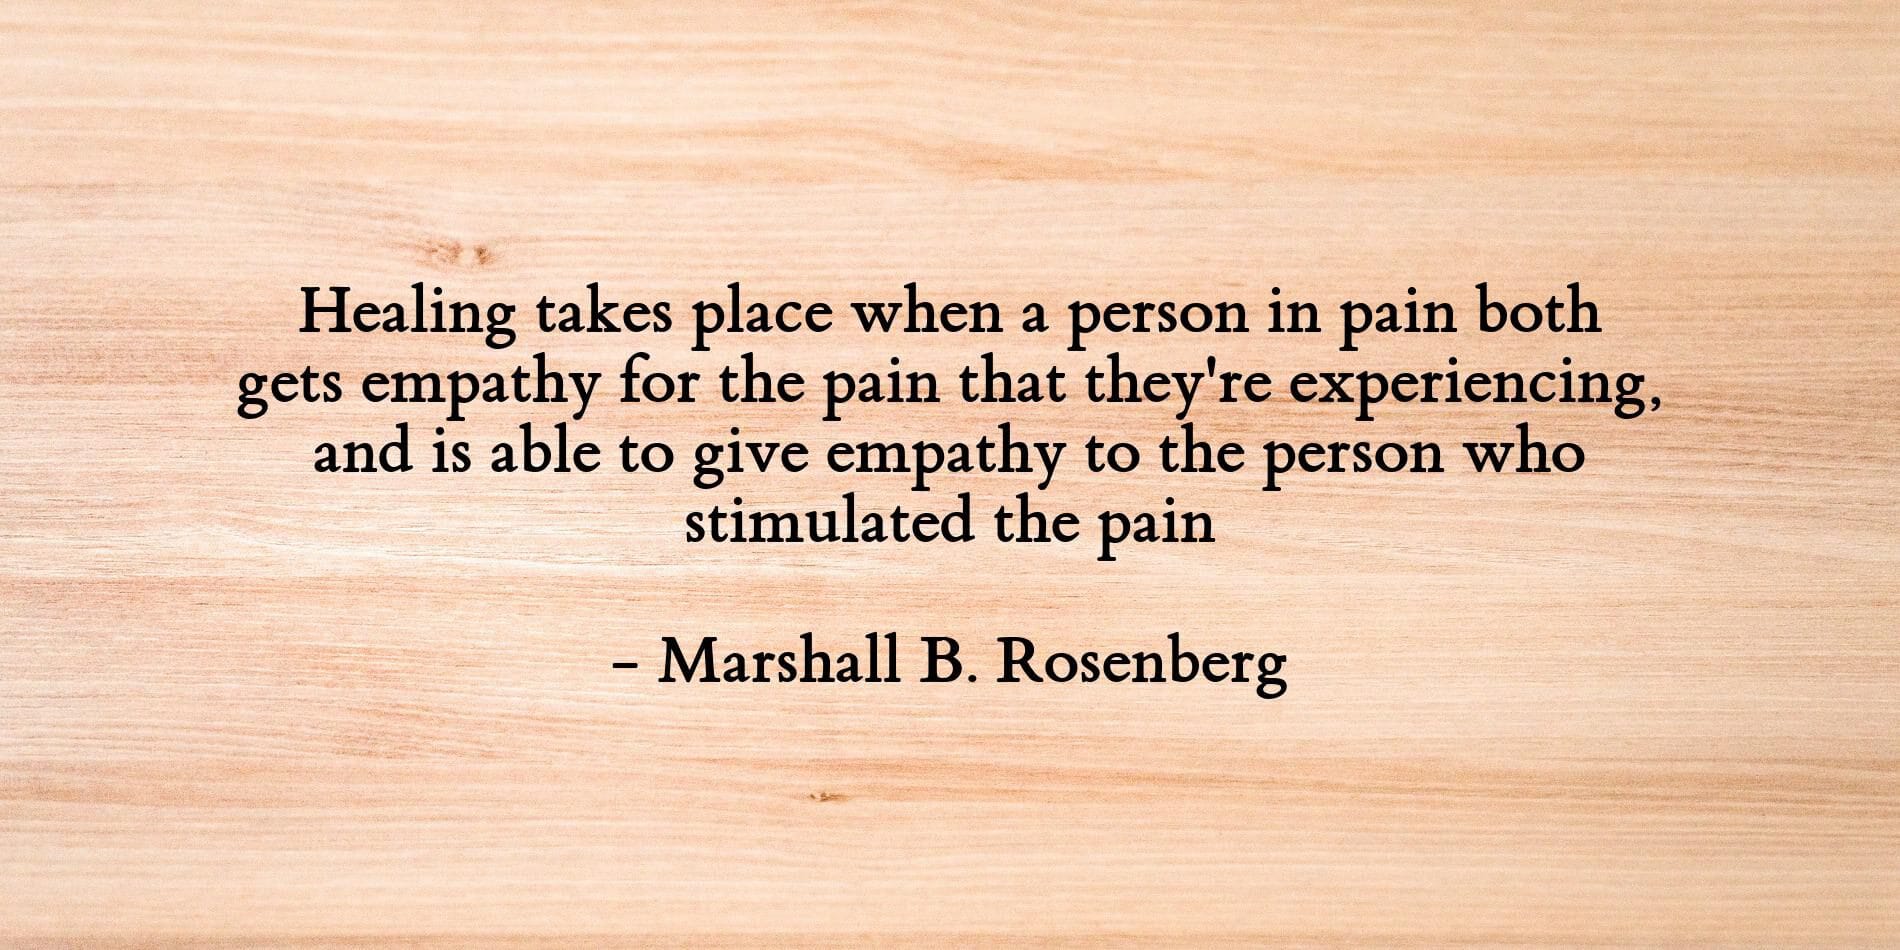 Healing takes place when a person in pain both
gets empathy for the pain that they're experiencing,
and is able to give empathy to the person who
stimulated the pain
- Marshall B. Rosenberg